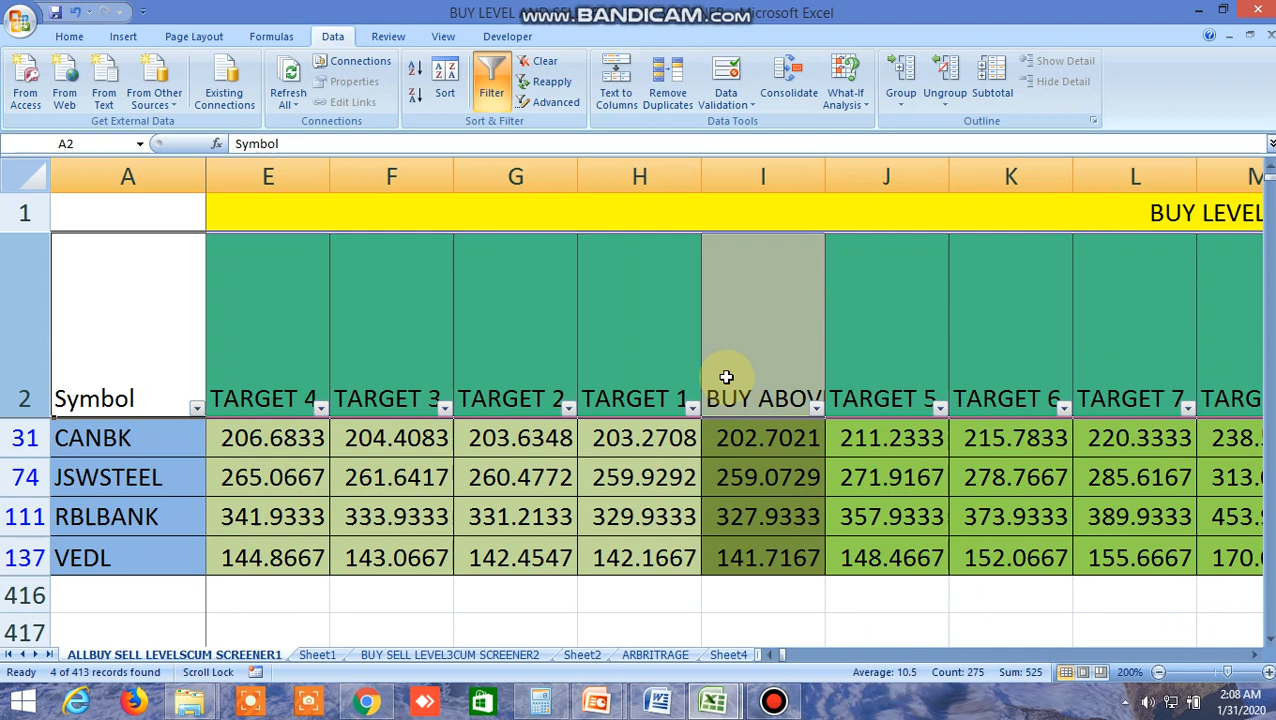 BUY LEVEL AND SEL
www.BANDICAM.com
- Microsoft Excel
Home Insert Page Layout Formulas Data Review View Developer
From Access
From Web
From Text
From Other Sources
Existing Connections
Get External Data
Refresh All
Connections
Properties
Edit Links
Connections
Sort
Filter
Clear
Reapply
Advanced
Sort & Filter
Text to Columns
Remove Duplicates
Data Validation
Consolidate
What-If Analysis
Data Tools
Group
Ungroup
Subtotal
Show Detail
Hide Detail
Outline
A2 fx Symbol
A E F G H I J K L M
1 BUY LEVEL
2 Symbol TARGET 4 TARGET 3 TARGET 2 TARGET 1 BUY ABOV TARGET 5 TARGET 6 TARGET 7 TARG
31 CANBK 206.6833 204.4083 203.6348 203.2708 202.7021 211.2333 215.7833 220.3333 238.
74 JSWSTEEL 265.0667 261.6417 260.4772 259.9292 259.0729 271.9167 278.7667 285.6167 313.
111 RBLBANK 341.9333 333.9333 331.2133 329.9333 327.9333 357.9333 373.9333 389.9333 453.
137 VEDL 144.8667 143.0667 142.4547 142.1667 141.7167 148.4667 152.0667 155.6667 170.
416
417
ALLBUY SELL LEVELSCUM SCREENER1 Sheet1 BUY SELL LEVEL3CUM SCREENER2 Sheet2 ARBITRAGE Sheet4
Ready 4 of 413 records found Scroll Lock Average: 10.5 Count: 275 Sum: 525 200%
2:08 AM
1/31/2020